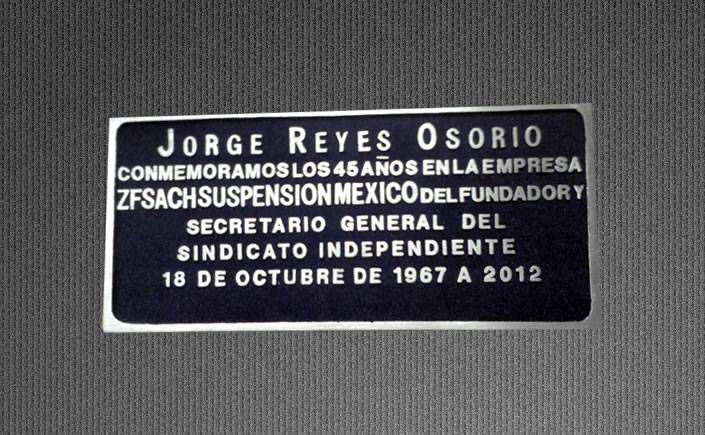 JORGE REYES OSORIO
CONMEMORAMOS LOS 45 AÑOS EN LA EMPRESA
ZF SACH SUSPENSION MEXICO DEL FUNDADOR Y
SECRETARIO GENERAL DEL
SINDICATO INDEPENDIENTE
18 DE OCTUBRE DE 1967 A 2012